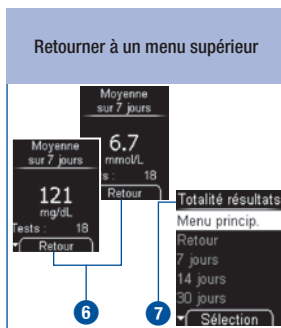 Retourner à un menu supérieur
Moyenne
sur 7 jours
6.7
mmol/L
s : 18
Retour
Moyenne
sur 7 jours
121
mg/dL
Tests : 18
Retour
6
Totalité résultats
Menu princip.
Retour
7 jours
14 jours
30 jours
Sélection
7